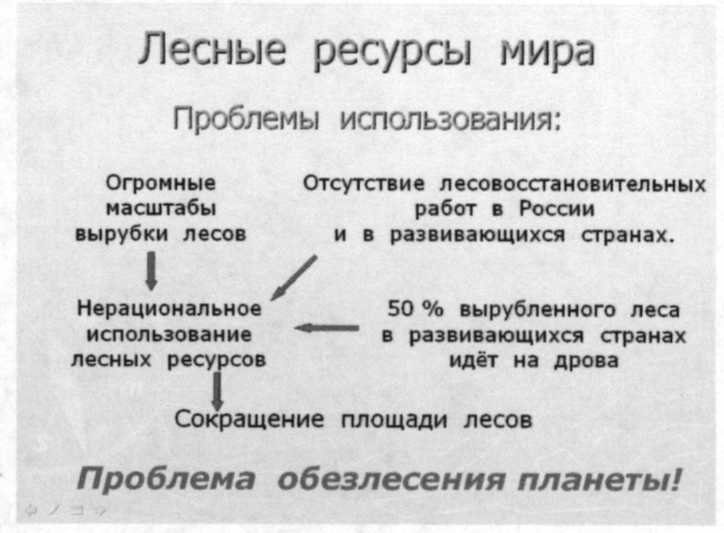 Лесные ресурсы мира
Проблемы использования:
Огромные
масштабы
вырубки лесов
Отсутствие лесовосстановительных
работ в России
и в развивающихся странах.
Нерациональное
использование
лесных ресурсов
50 % вырубленного леса
в развивающихся странах
идёт на дрова
Сокращение площади лесов
Проблема обезлесения планеты!